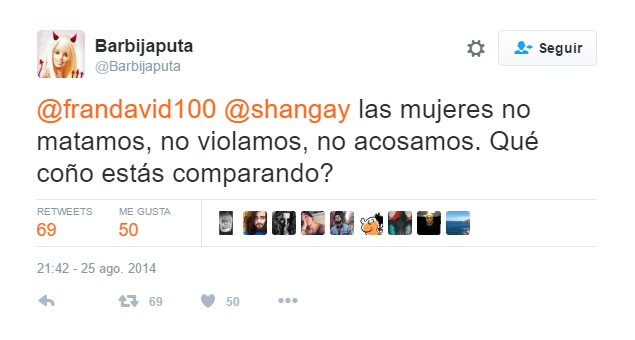 Barbijaputa
@Barbijaputa
Seguir
@frandavid100 @shangay las mujeres no
matamos, no violamos, no acosamos. Qué
coño estás comparando?
RETWEETS
ME GUSTA
69
50
21:42 - 25 ago. 2014
69
50